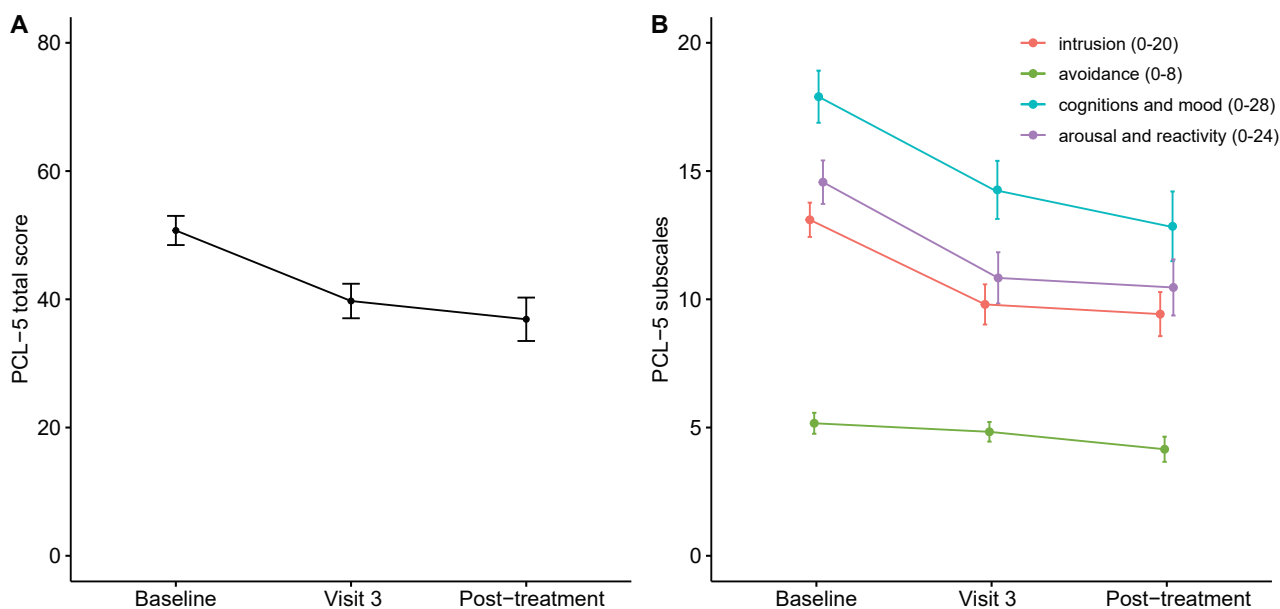 A
PCL−5 total score
80
60
40
20
0
Baseline
Visit 3
Post−treatment
B
PCL−5 subscales
20
15
10
5
0
Baseline
Visit 3
Post−treatment
intrusion (0-20)
avoidance (0-8)
cognitions and mood (0-28)
arousal and reactivity (0-24)